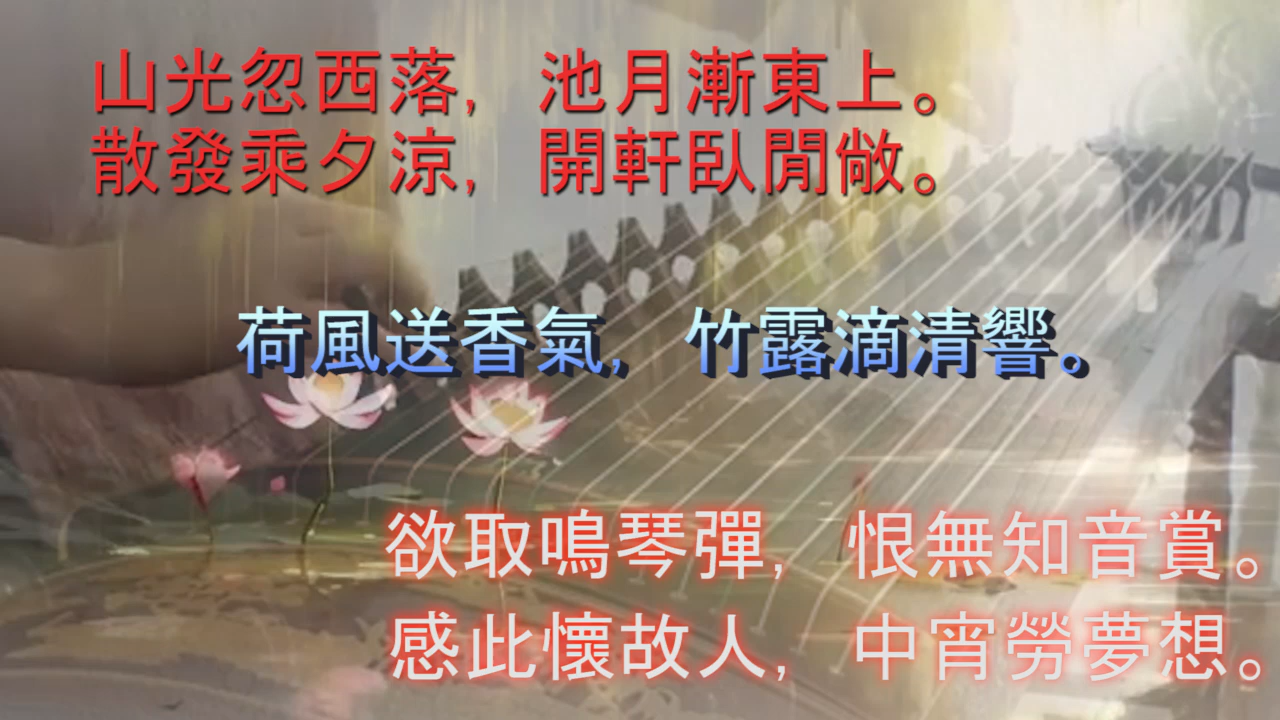 山光忽西落, 池月漸東上。
散發乘夕涼, 開軒臥閒敞。
荷風送香氣, 竹露滴清響。
欲取鳴琴彈, 恨無知音賞。
感此懷故人, 中宵勞夢想。